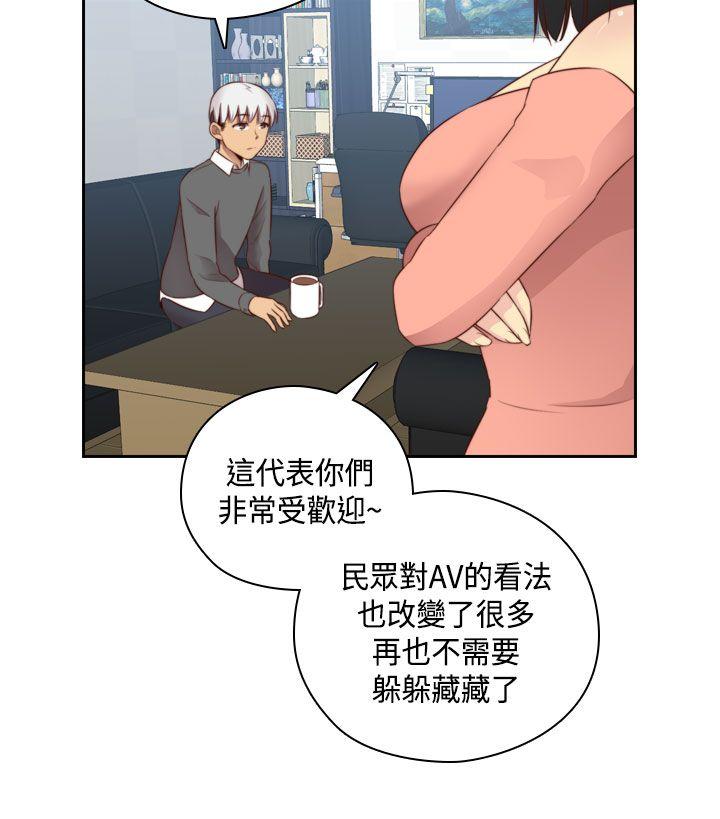 這代表你們
非常受歡迎~
民眾對AV的看法
也改變了很多
再也不需要
躲躲藏藏了